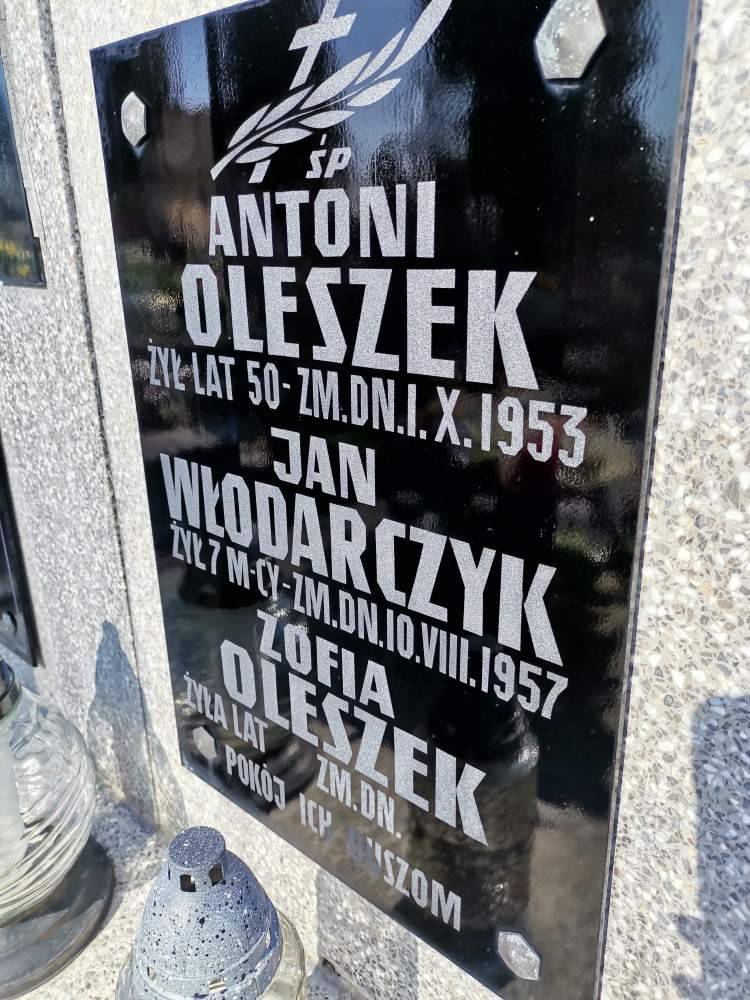 ŚP
ANTONI
OLESZEK
ŻYŁ LAT 50 - ZM.DN.I.X.1953
JAN
WŁODARCZYK
ŻYŁ 7 M-CY - ZM.DN.10.VIII.1957
ZOFIA
OLESZEK
ŻYŁA LAT ZM.DN.
POKÓJ ICH DUSZOM